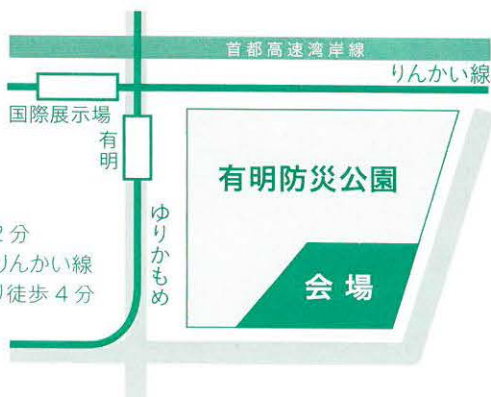 首都高速湾岸線
りんかい線
国際展示場
有明
有明防災公園
ゆりかもめ
会場
2分
りんかい線
り徒歩4分